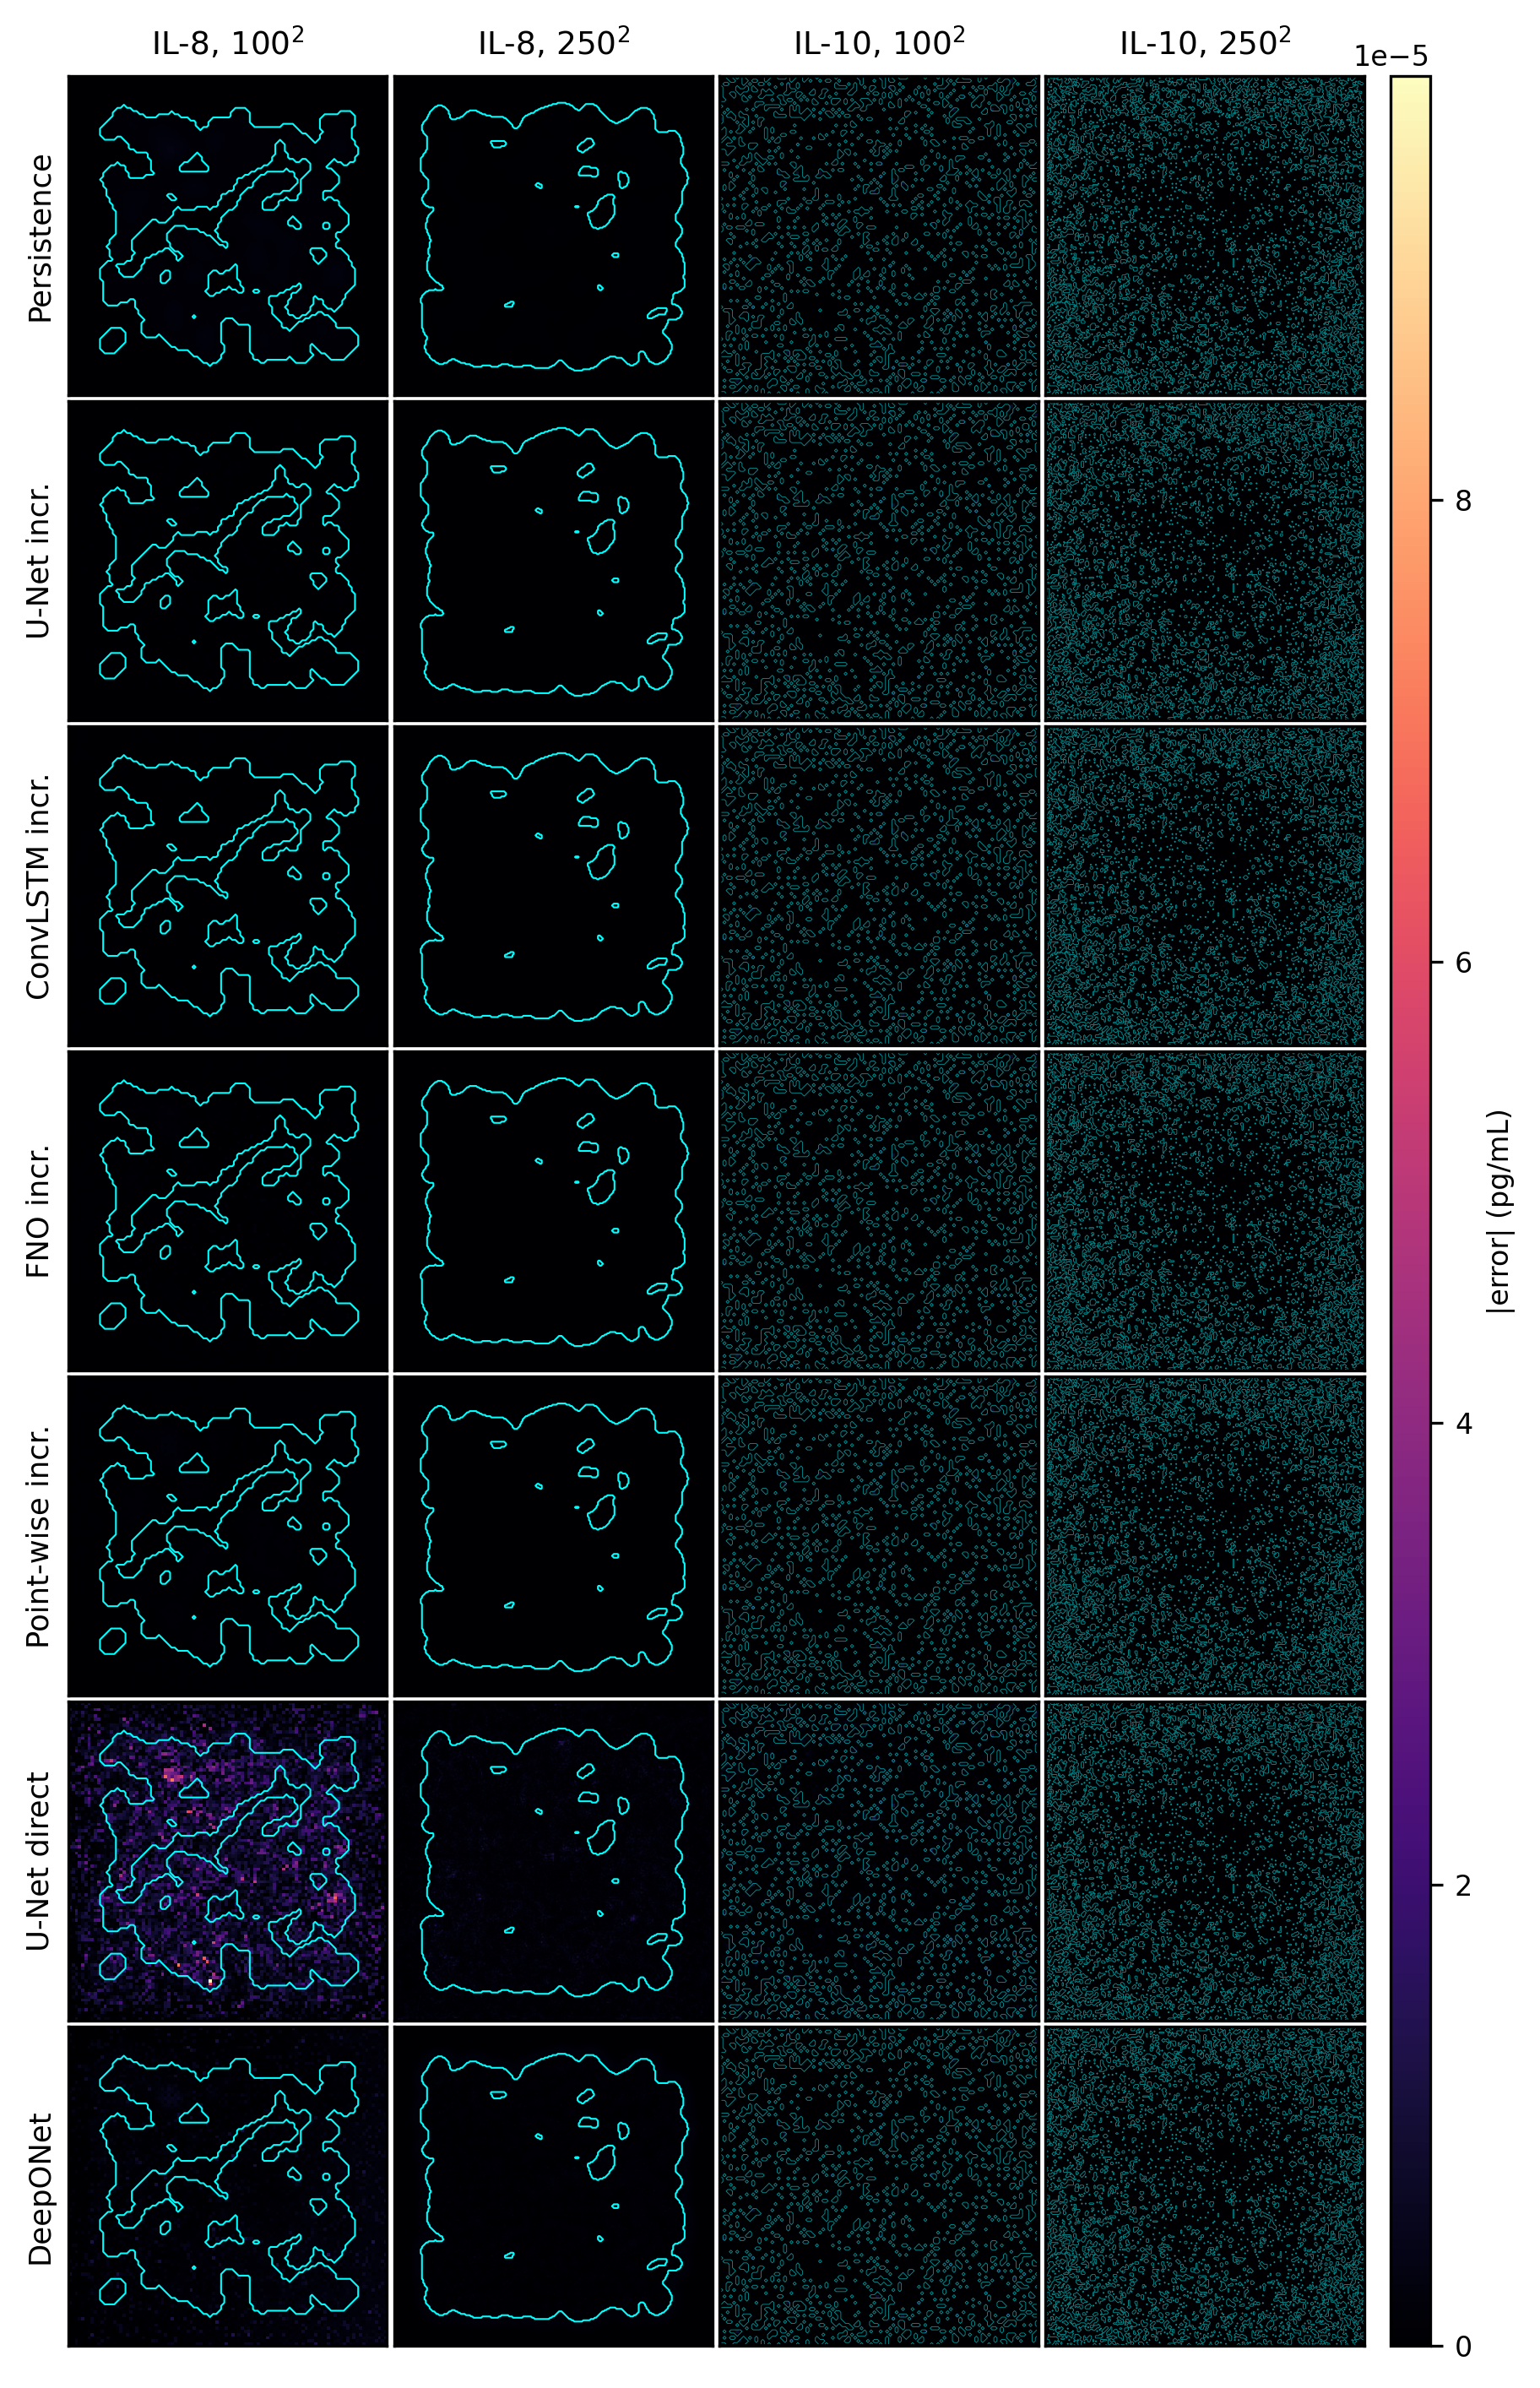 IL-8, 100²
IL-8, 250²
IL-10, 100²
IL-10, 250²
1e−5
Persistence
U-Net incr.
ConvLSTM incr.
FNO incr.
Point-wise incr.
U-Net direct
DeepONet
8
6
4
2
0
|error| (pg/mL)